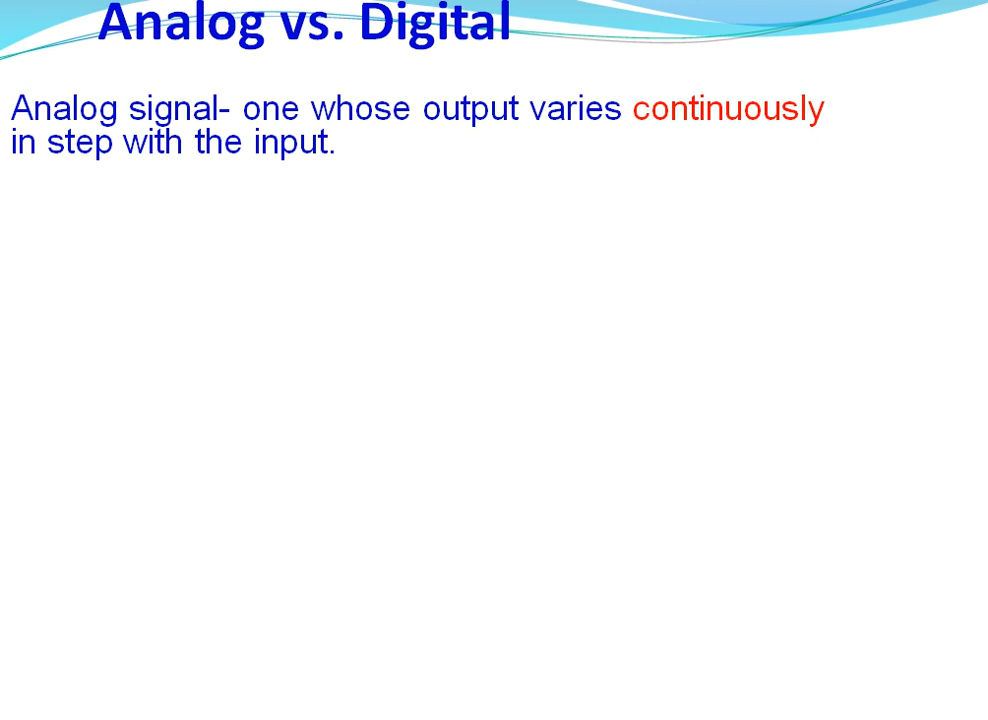 Analog vs. Digital
Analog signal- one whose output varies continuously
in step with the input.